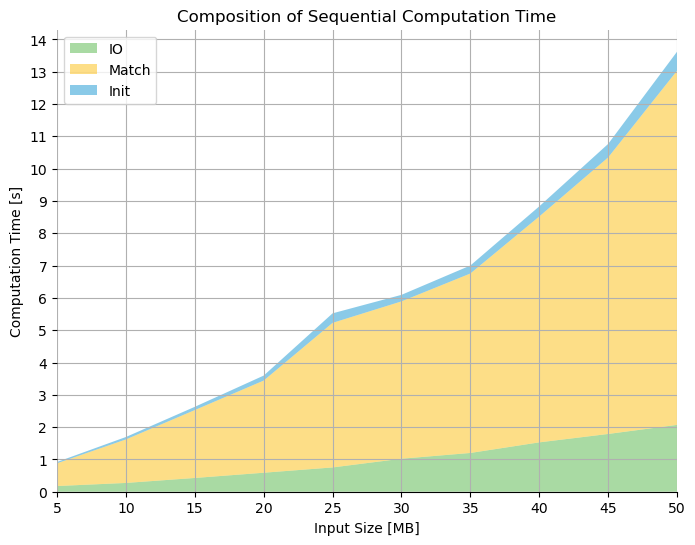 Composition of Sequential Computation Time
14
13
12
11
10
9
8
7
6
5
4
3
2
1
0
IO
Match
Init
Computation Time [s]
5 10 15 20 25 30 35 40 45 50
Input Size [MB]